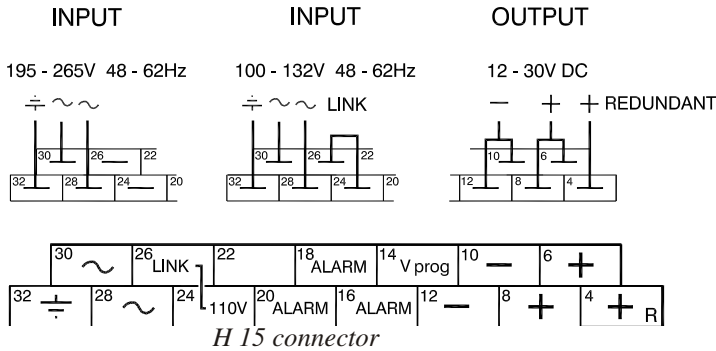 INPUT INPUT OUTPUT
195 - 265V 48 - 62Hz 100 - 132V 48 - 62Hz 12 - 30V DC
⏚ ~ ~ ⏚ ~ ~ LINK − + + REDUNDANT
30 26 22 30 26 22 10 6
32 28 24 20 32 28 24 20 12 8 4
30 ~ 26 LINK 22 18 ALARM 14 V prog 10 − 6 +
32 ⏚ 28 ~ 24 110V 20 ALARM 16 ALARM 12 − 8 + 4 + R
H 15 connector